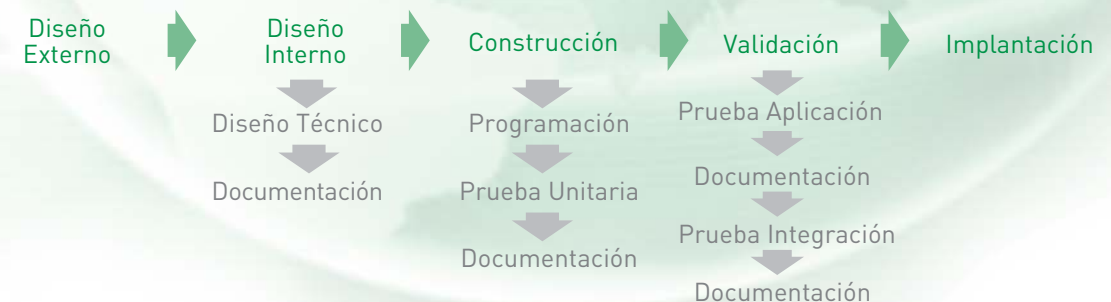 Diseño
Externo
Diseño
Interno
Construcción
Validación
Implantación
Diseño Técnico
Documentación
Programación
Prueba Unitaria
Documentación
Prueba Aplicación
Documentación
Prueba Integración
Documentación